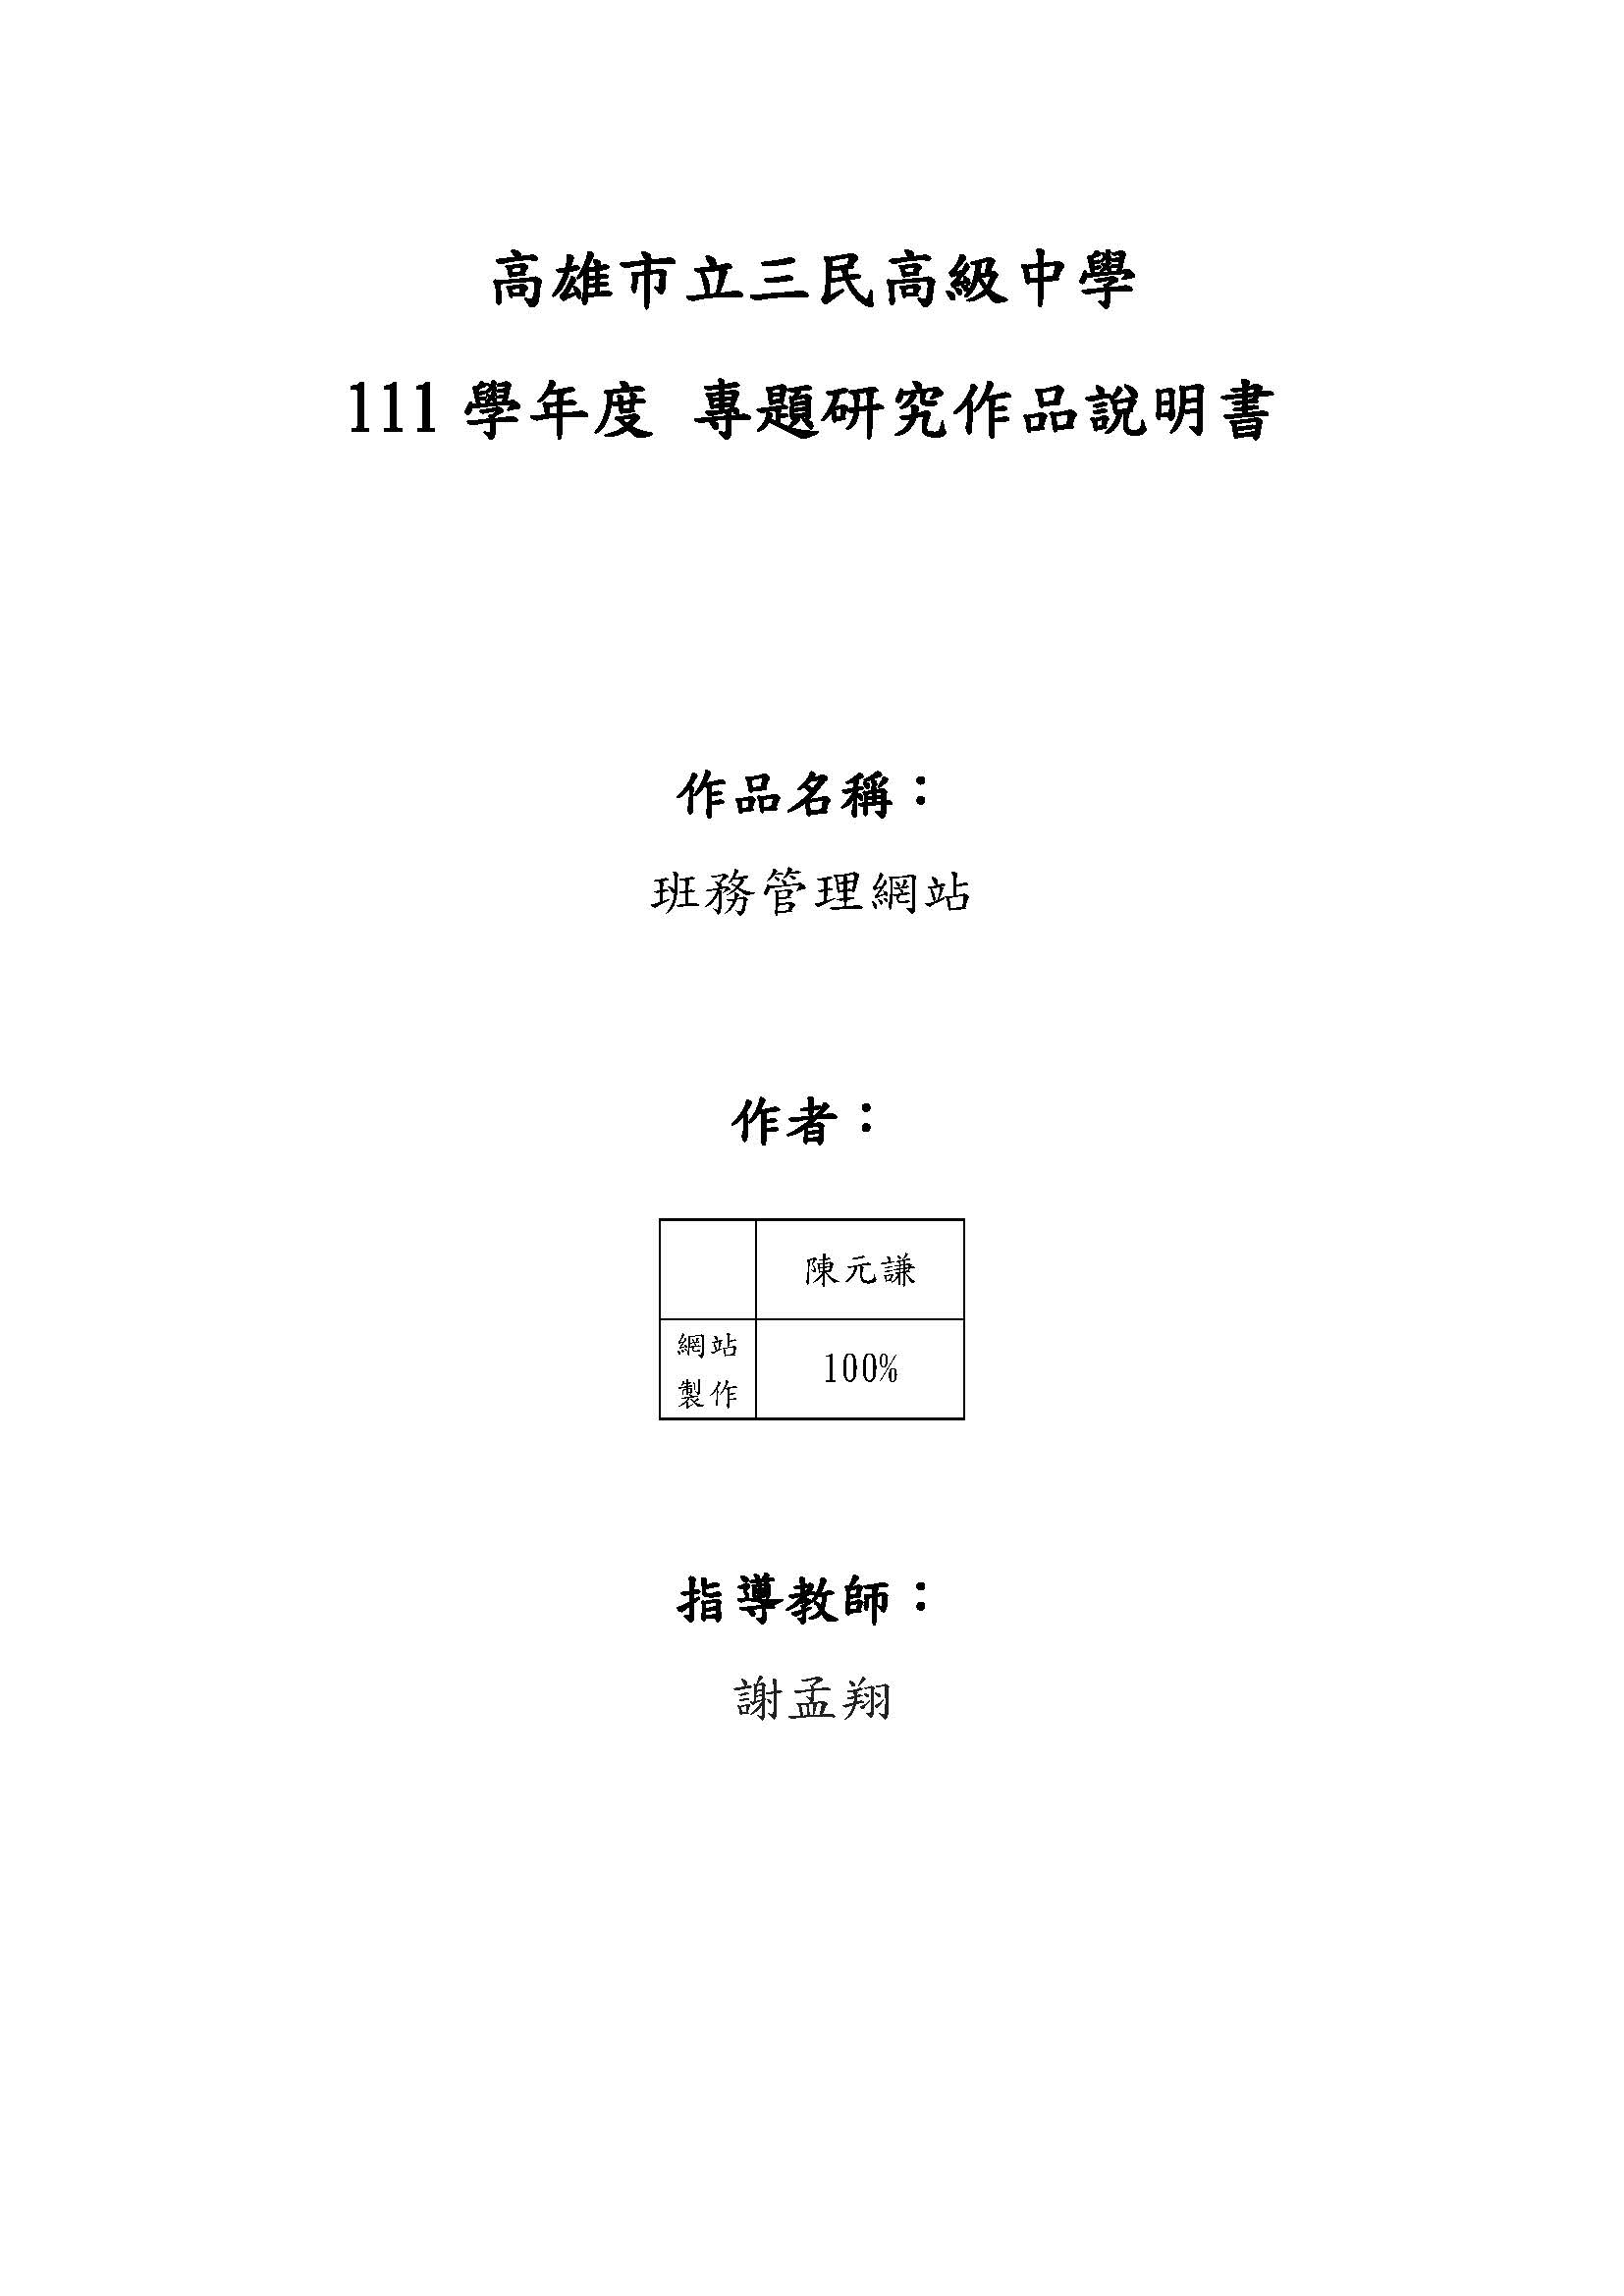 高雄市立三民高級中學
111 學年度 專題研究作品說明書
作品名稱：
班務管理網站
作者：
陳元謙
網站
製作
100%
指導教師：
謝孟翔